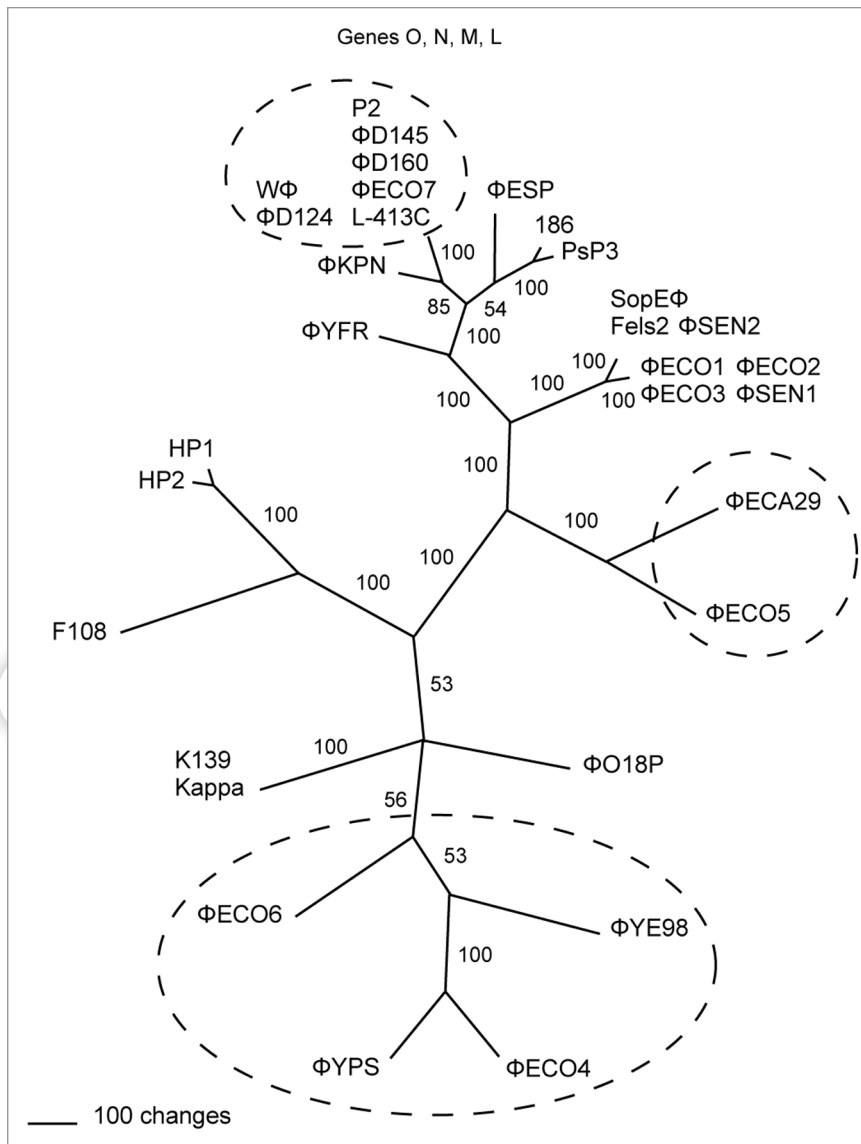 Genes O, N, M, L
P2
ΦD145
ΦD160
WΦ ΦECO7
ΦD124 L-413C
ΦESP
186
100
PsP3
ΦKPN
100
85
54
SopEΦ
Fels2 ΦSEN2
ΦYFR
100
100
ΦECO1 ΦECO2
100
100
ΦECO3 ΦSEN1
100
HP1
100
HP2
ΦECA29
100
100
100
100
ΦECO5
F108
53
100
K139
Kappa
ΦO18P
56
53
ΦECO6
ΦYE98
100
ΦYPS
ΦECO4
100 changes